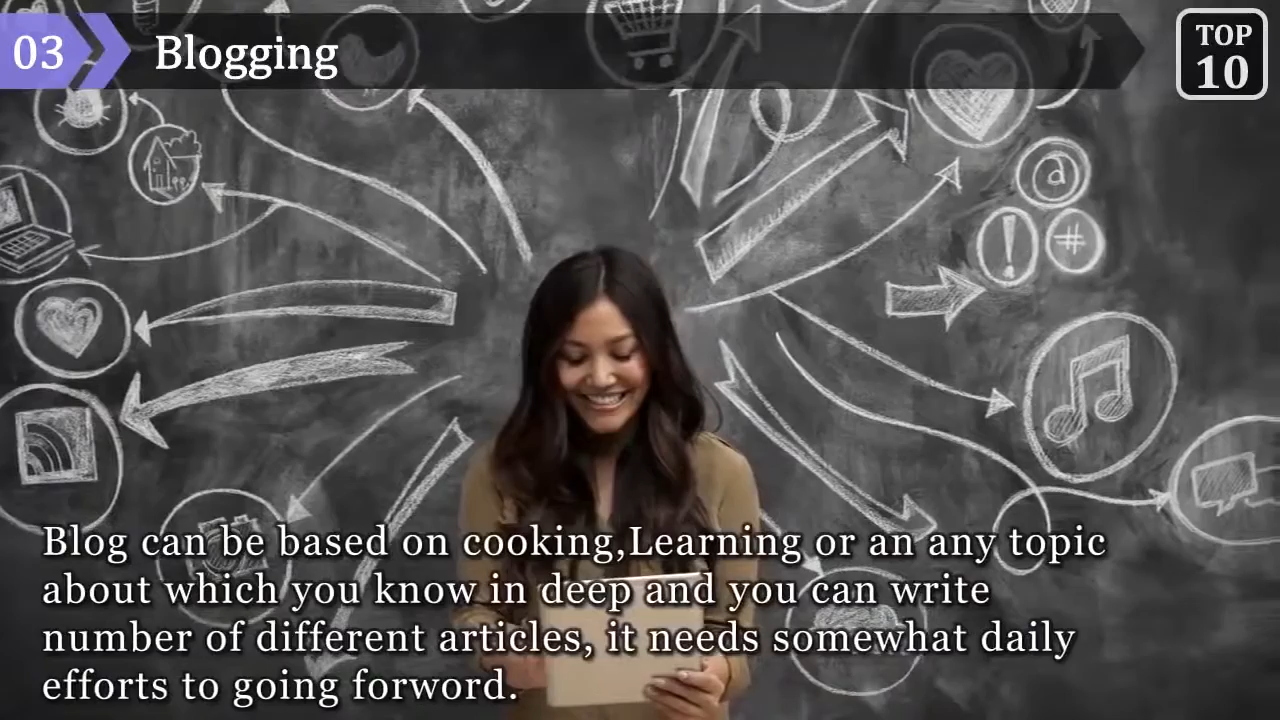 03 Blogging
TOP
10
@
!
#
Blog can be based on cooking,Learning or an any topic
about which you know in deep and you can write
number of different articles, it needs somewhat daily
efforts to going forword.